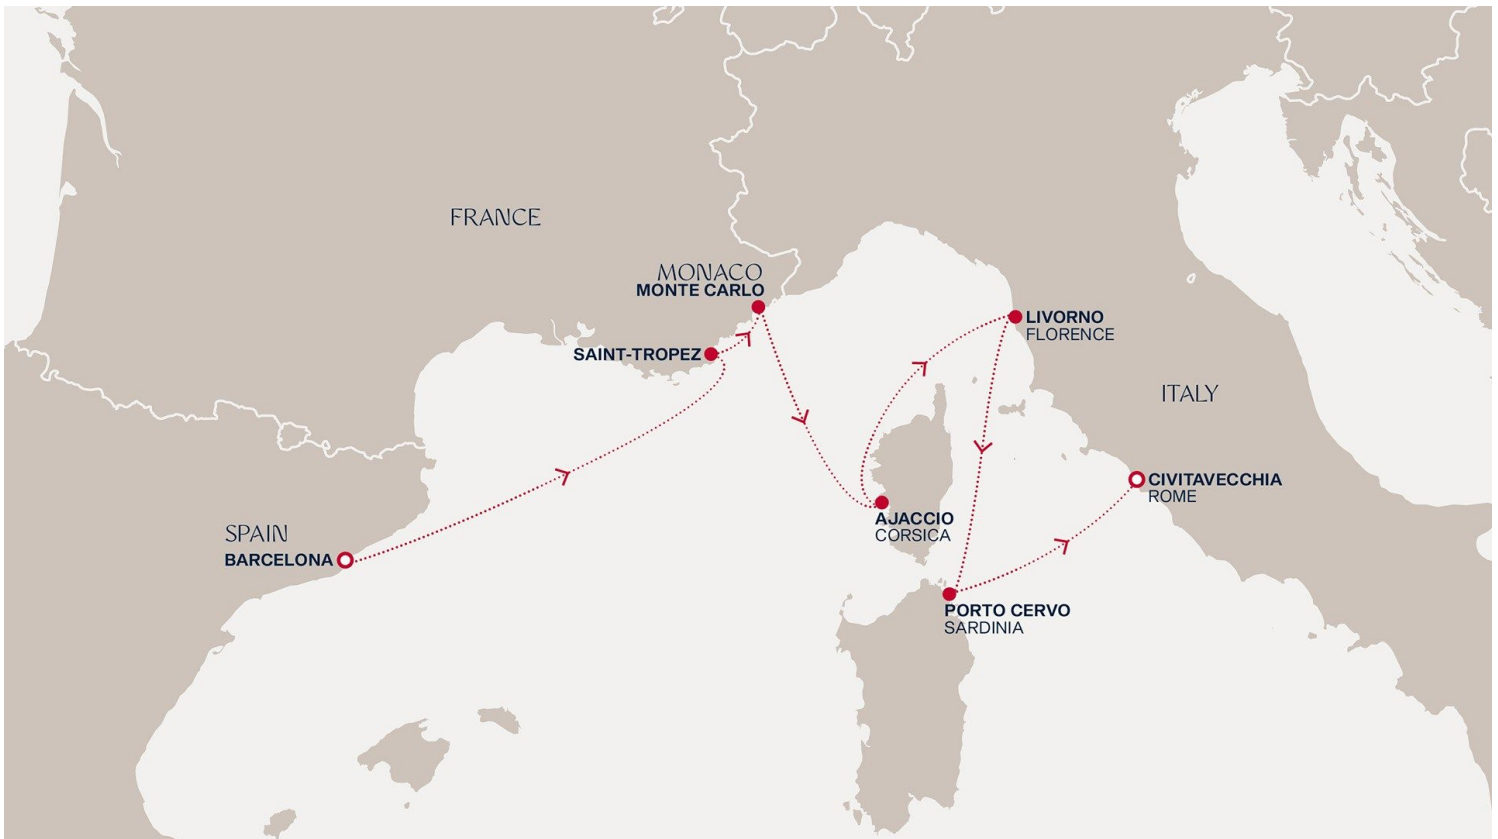 FRANCE
MONACO
MONTE CARLO
SAINT-TROPEZ
LIVORNO
FLORENCE
ITALY
CIVITAVECCHIA
ROME
AJACCIO
CORSICA
SPAIN
BARCELONA
PORTO CERVO
SARDINIA